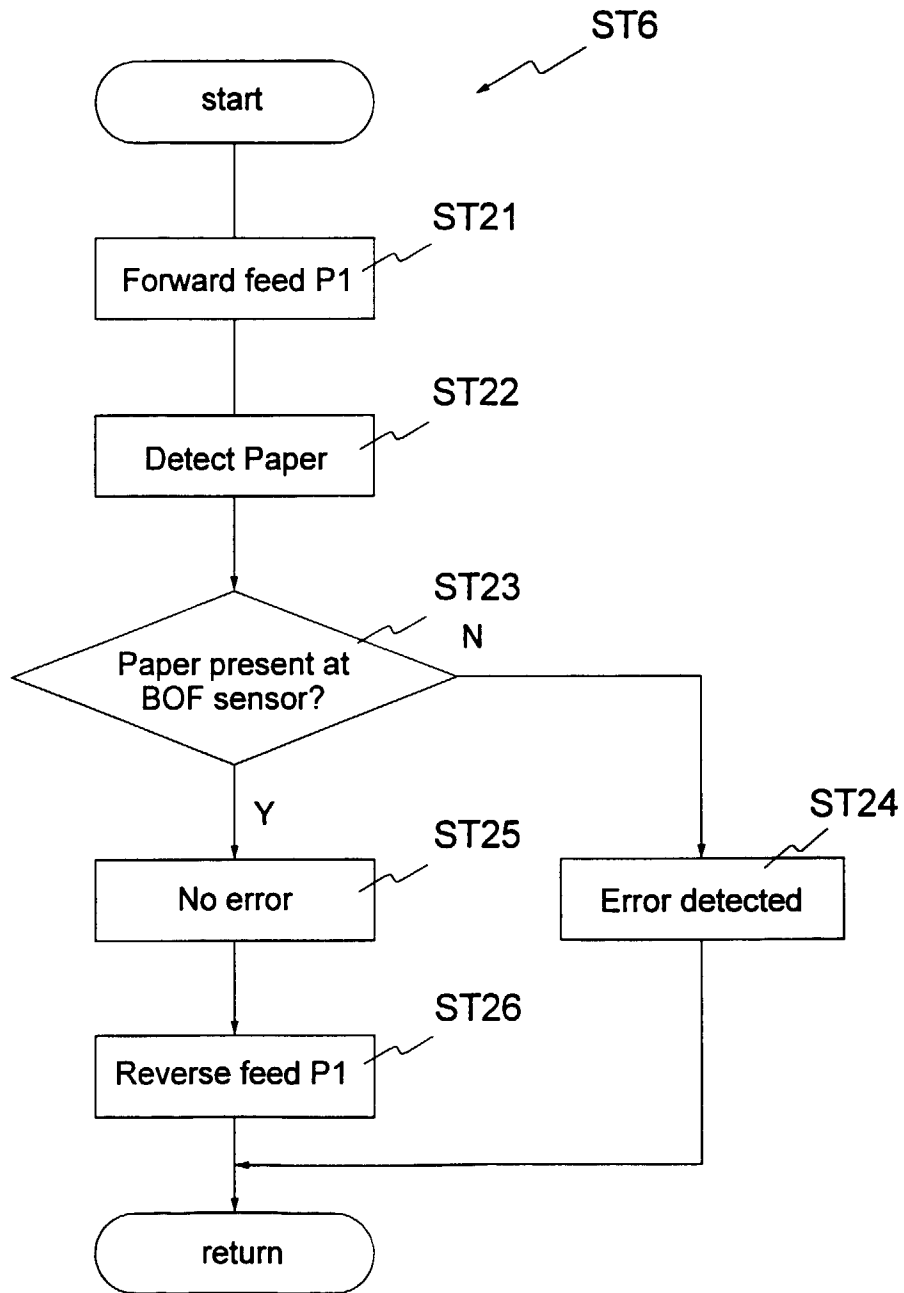 ST6
start
ST21
Forward feed P1
ST22
Detect Paper
ST23
N
Paper present at
BOF sensor?
Y
ST25
No error
ST24
Error detected
ST26
Reverse feed P1
return